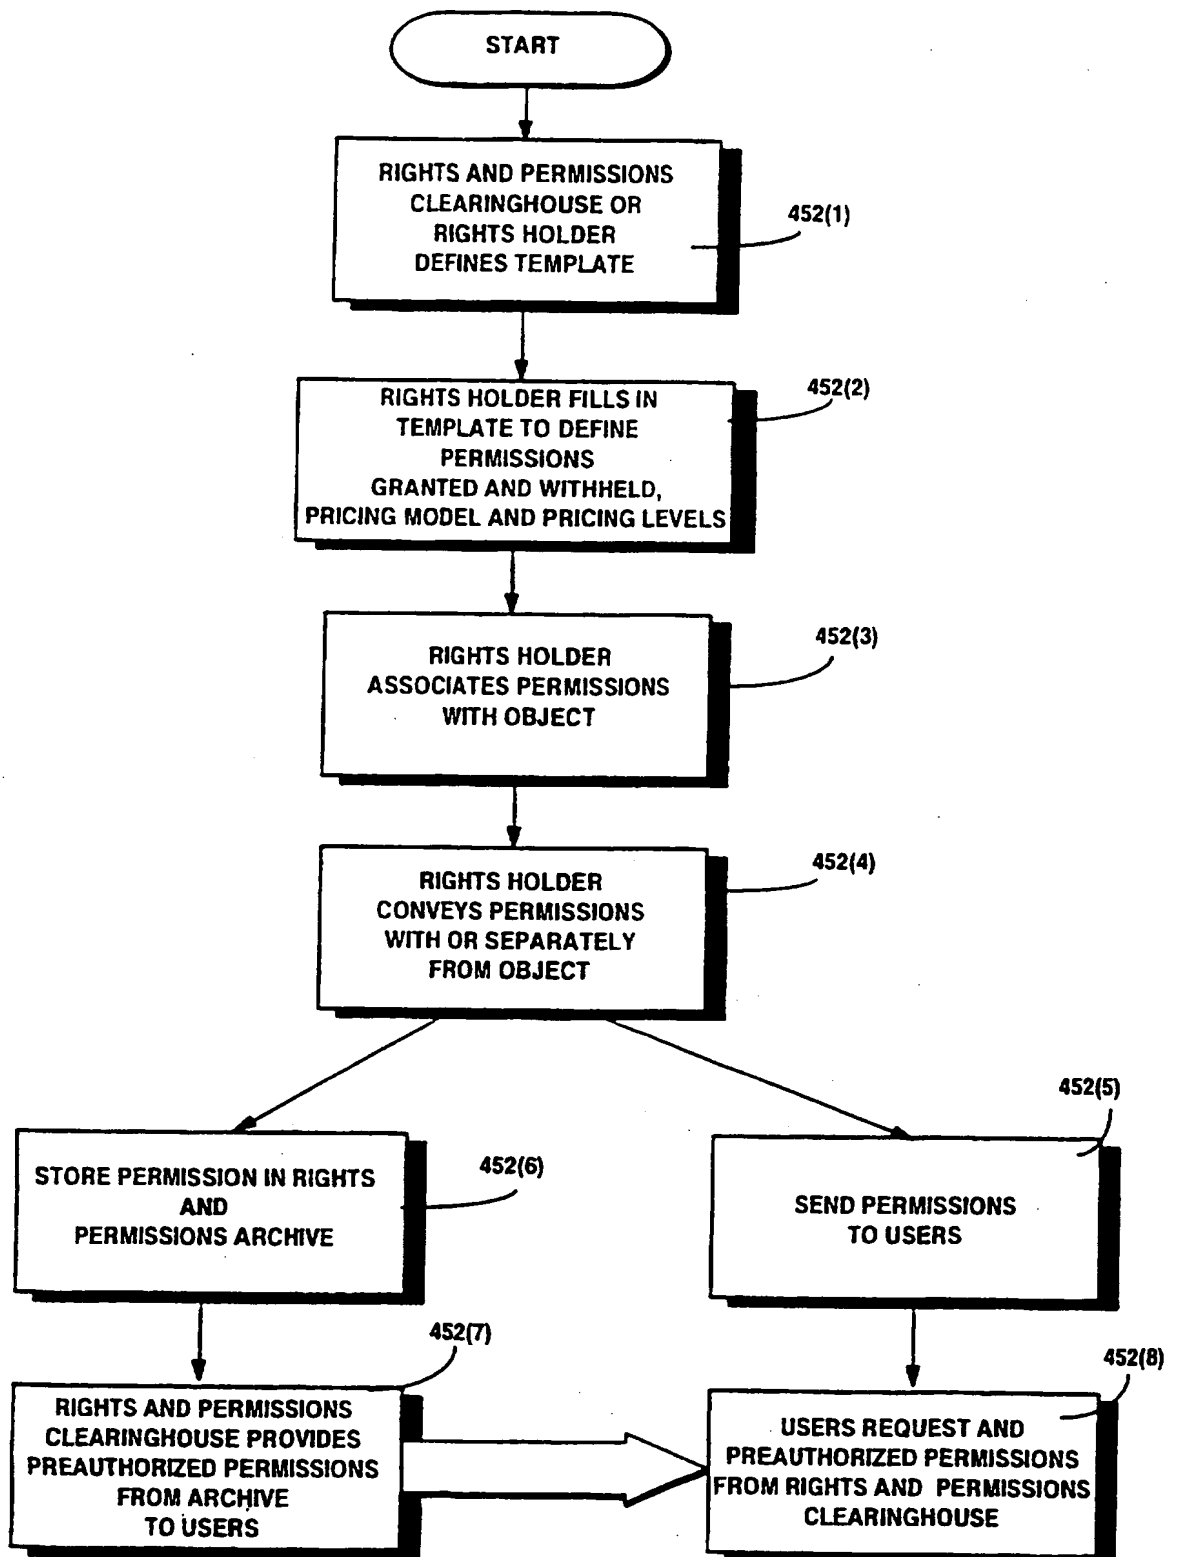 START
RIGHTS AND PERMISSIONS
CLEARINGHOUSE OR
RIGHTS HOLDER
DEFINES TEMPLATE
452(1)
RIGHTS HOLDER FILLS IN
TEMPLATE TO DEFINE
PERMISSIONS
GRANTED AND WITHHELD,
PRICING MODEL AND PRICING LEVELS
452(2)
RIGHTS HOLDER
ASSOCIATES PERMISSIONS
WITH OBJECT
452(3)
RIGHTS HOLDER
CONVEYS PERMISSIONS
WITH OR SEPARATELY
FROM OBJECT
452(4)
452(5)
STORE PERMISSION IN RIGHTS
AND
PERMISSIONS ARCHIVE
452(6)
SEND PERMISSIONS
TO USERS
452(7)
RIGHTS AND PERMISSIONS
CLEARINGHOUSE PROVIDES
PREAUTHORIZED PERMISSIONS
FROM ARCHIVE
TO USERS
452(8)
USERS REQUEST AND
PREAUTHORIZED PERMISSIONS
FROM RIGHTS AND PERMISSIONS
CLEARINGHOUSE